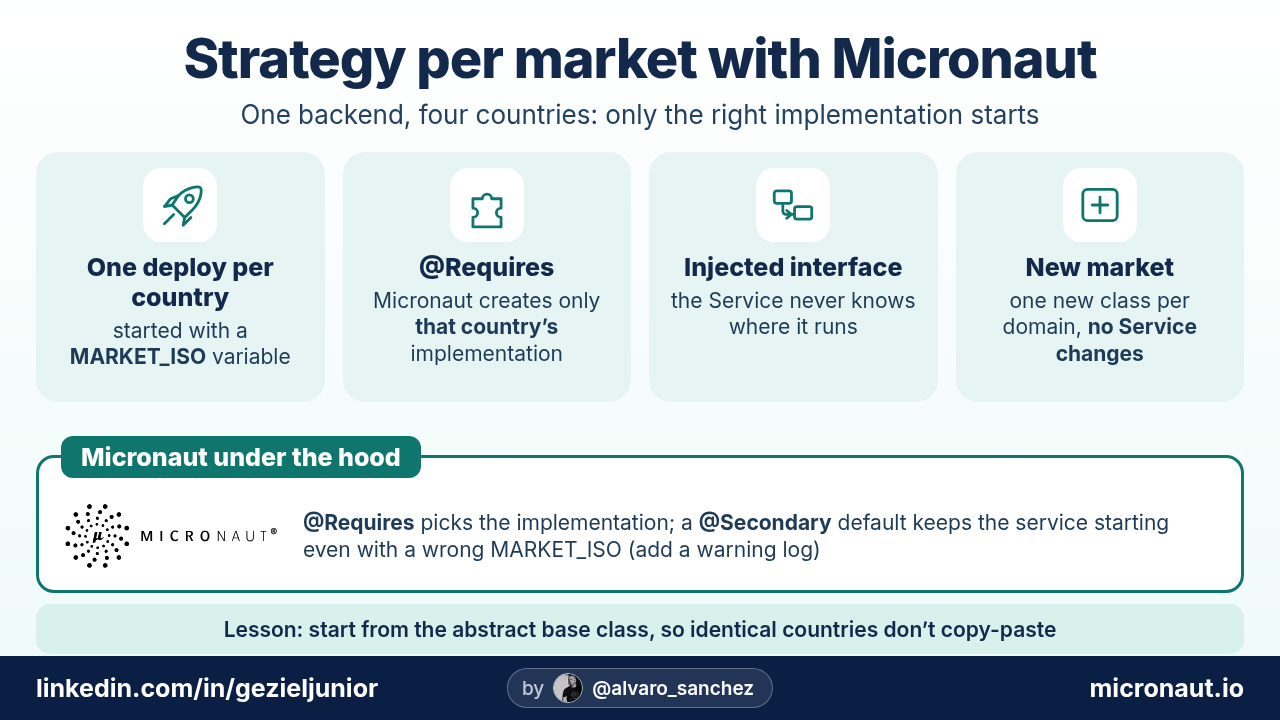 Strategy per market with Micronaut
One backend, four countries: only the right implementation starts
One deploy per
country
started with a
MARKET_ISO variable
@Requires
Micronaut creates only
that country’s
implementation
Injected interface
the Service never knows
where it runs
New market
one new class per
domain, no Service
changes
Micronaut under the hood
μ MICRONAUT®
@Requires picks the implementation; a @Secondary default keeps the service starting
even with a wrong MARKET_ISO (add a warning log)
Lesson: start from the abstract base class, so identical countries don’t copy-paste
linkedin.com/in/gezieljunior
by @alvaro_sanchez
micronaut.io